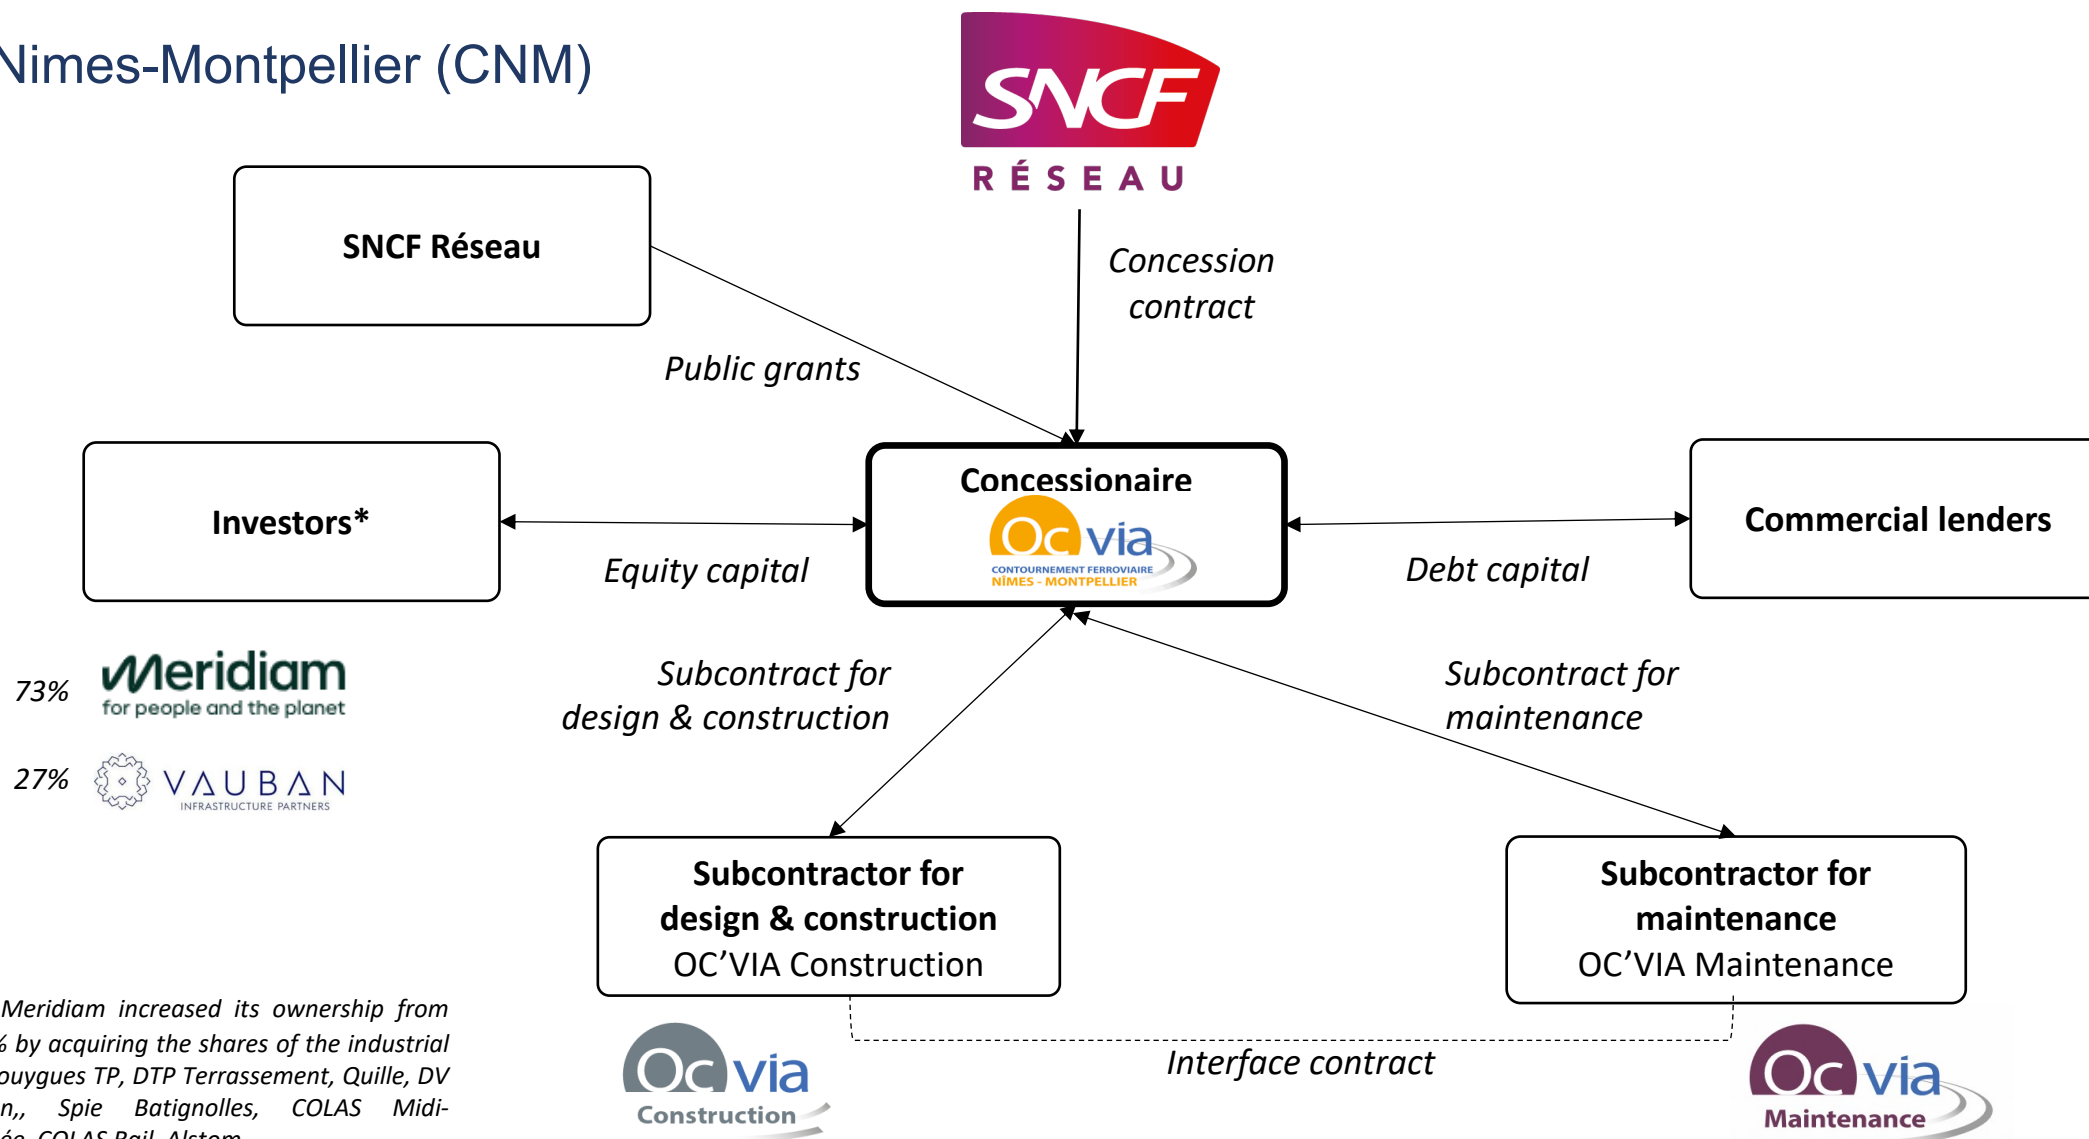 Nimes-Montpellier (CNM)
SNCF
RÉSEAU
SNCF Réseau
Concession
contract
Public grants
Investors*
Concessionaire
Oc via
CONTOURNEMENT FERROVIAIRE
NÎMES - MONTPELLIER
Commercial lenders
Equity capital
Debt capital
73%
Meridiam
for people and the planet
27%
VAUBAN
INFRASTRUCTURE PARTNERS
Subcontract for
design & construction
Subcontract for
maintenance
Subcontractor for
design & construction
OC’VIA Construction
Subcontractor for
maintenance
OC’VIA Maintenance
Meridiam increased its ownership from
% by acquiring the shares of the industrial
TP, DTP Terrassement, Quille, DV
Spie Batignolles, COLAS Midi-
COLAS Rail, Alstom
Interface contract
Oc via
Construction
Oc via
Maintenance